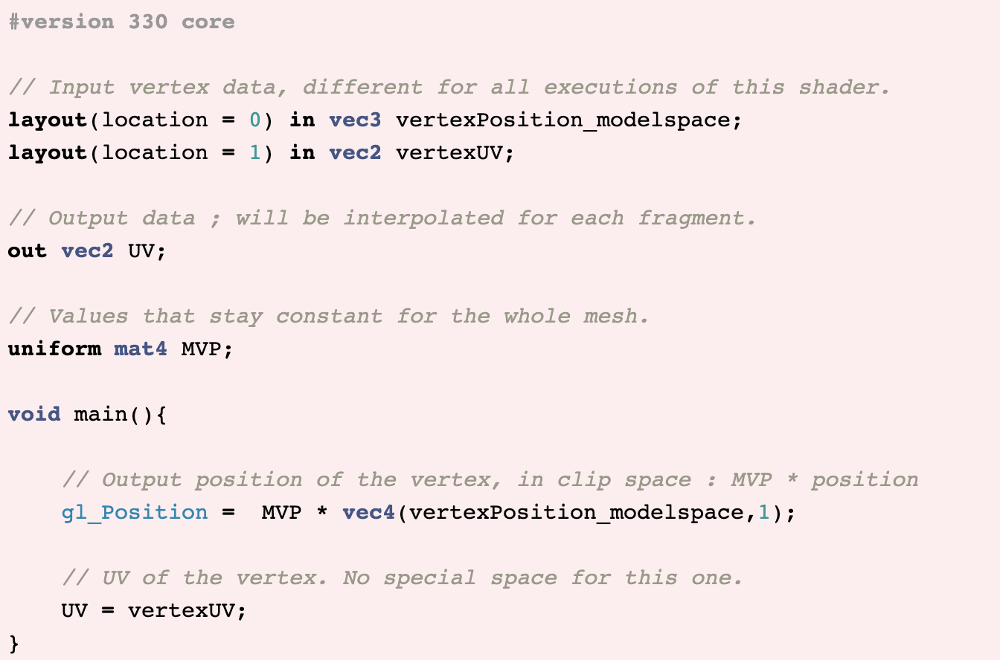 #version 330 core
// Input vertex data, different for all executions of this shader.
layout(location = 0) in vec3 vertexPosition_modelspace;
layout(location = 1) in vec2 vertexUV;
// Output data ; will be interpolated for each fragment.
out vec2 UV;
// Values that stay constant for the whole mesh.
uniform mat4 MVP;
void main(){
    // Output position of the vertex, in clip space : MVP * position
    gl_Position =  MVP * vec4(vertexPosition_modelspace,1);
    // UV of the vertex. No special space for this one.
    UV = vertexUV;
}